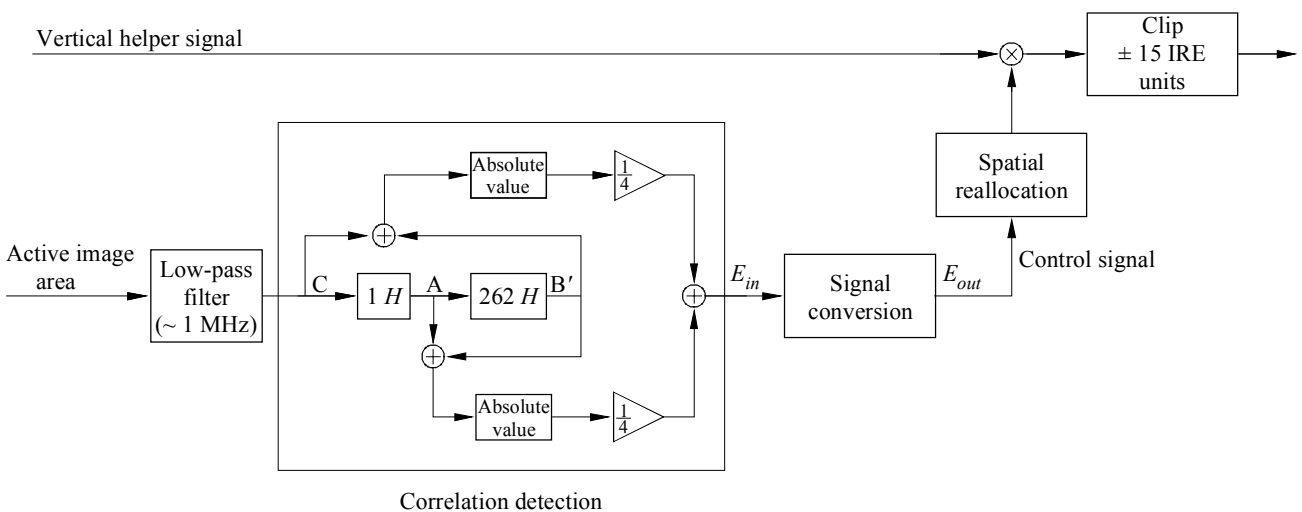 Vertical helper signal
Clip
± 15 IRE
units
Absolute
value
1
4
Spatial
reallocation
Active image
area
Low-pass
filter
(~ 1 MHz)
C
1 H
A
262 H
B′
E_in
Signal
conversion
E_out
Control signal
Absolute
value
1
4
Correlation detection